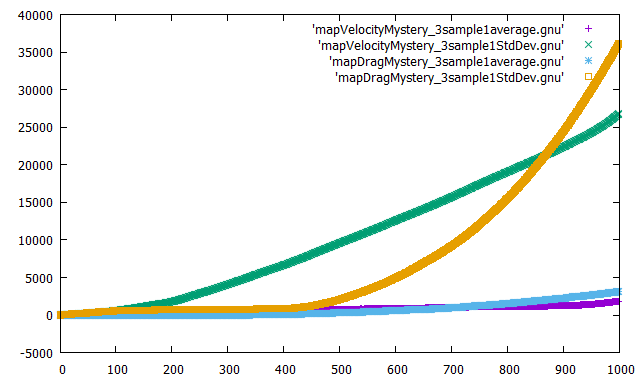 40000
35000
30000
25000
20000
15000
10000
5000
0
-5000
'mapVelocityMystery_3sample1average.gnu'
'mapVelocityMystery_3sample1StdDev.gnu'
'mapDragMystery_3sample1average.gnu'
'mapDragMystery_3sample1StdDev.gnu'
0 100 200 300 400 500 600 700 800 900 1000